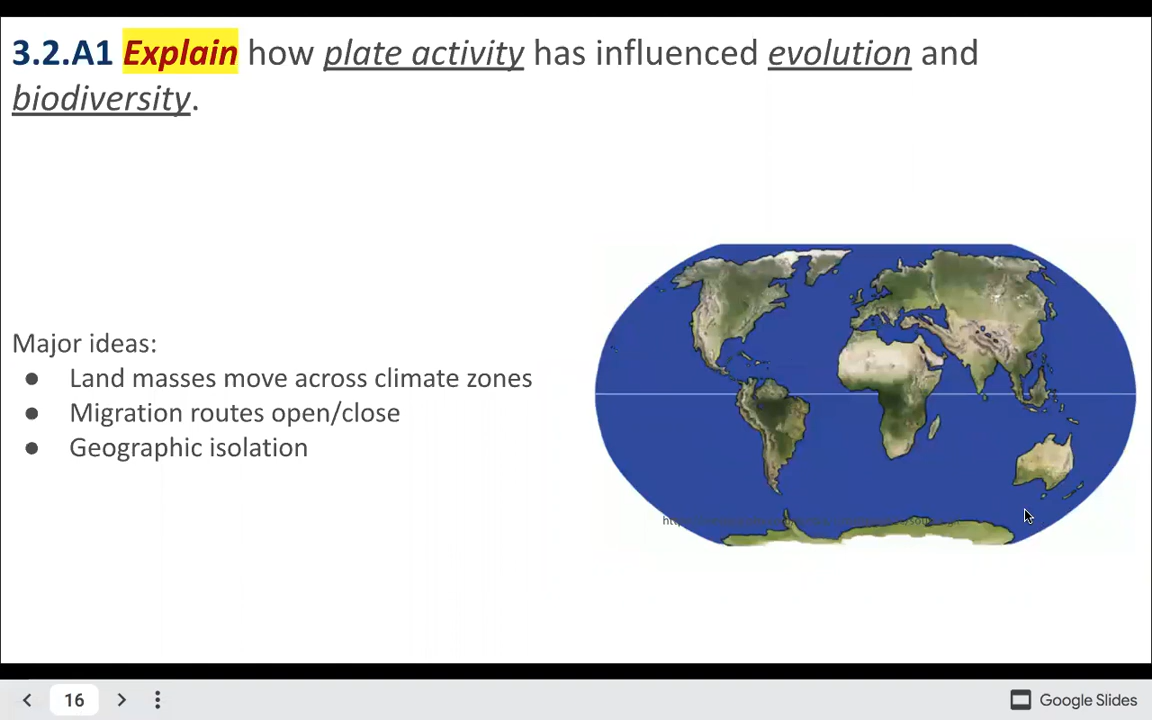 3.2.A1 Explain how plate activity has influenced evolution and
biodiversity.
Major ideas:
● Land masses move across climate zones
● Migration routes open/close
● Geographic isolation
16
Google Slides